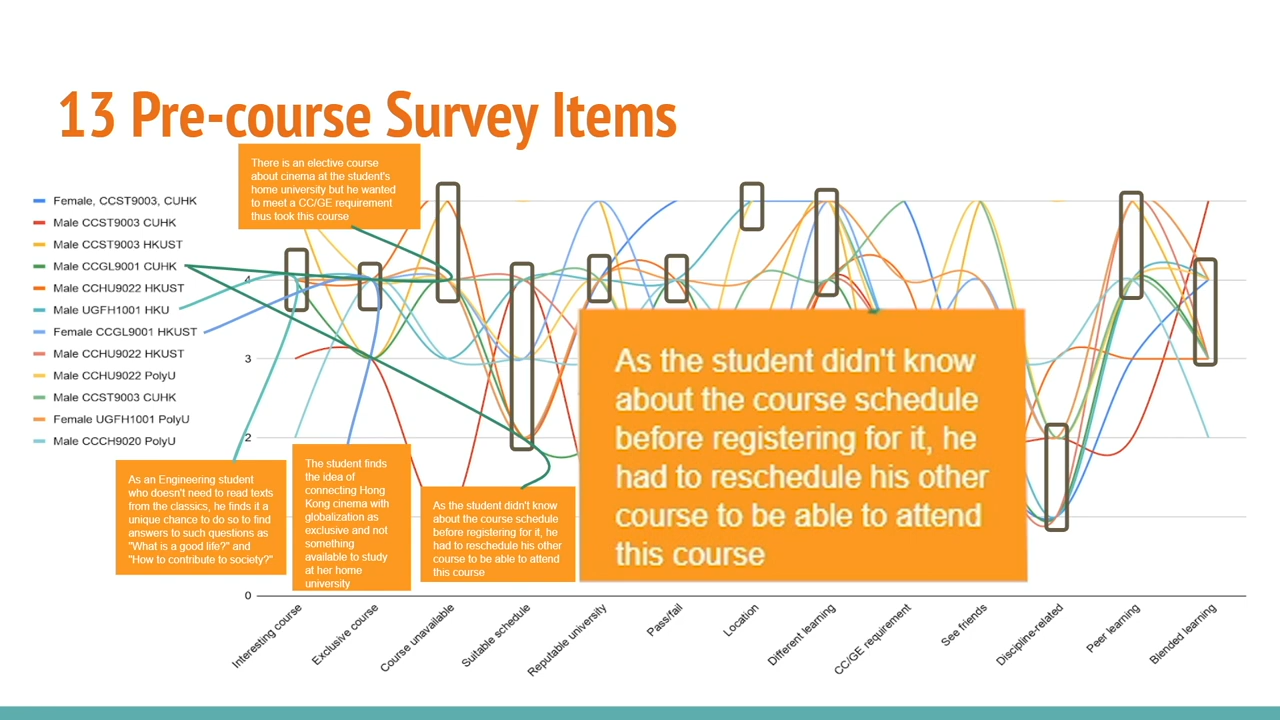 13 Pre-course Survey Items
There is an elective course
about cinema at the student's
home university but he wanted
to meet a CC/GE requirement
thus took this course
Female, CCST9003, CUHK
Male CCST9003 CUHK
Male CCST9003 HKUST
Male CCGL9001 CUHK
Male CCHU9022 HKUST
Male UGFH1001 HKU
Female CCGL9001 HKUST
Male CCHU9022 HKUST
Male CCHU9022 PolyU
Male CCST9003 CUHK
Female UGFH1001 PolyU
Male CCCH9020 PolyU
4
3
2
0
As an Engineering student
who doesn't need to read texts
from the classics, he finds it a
unique chance to do so to find
answers to such questions as
"What is a good life?" and
"How to contribute to society?"
The student finds
the idea of
connecting Hong
Kong cinema with
globalization as
exclusive and not
something
available to study
at her home
university
As the student didn't know
about the course schedule
before registering for it, he
had to reschedule his other
course to be able to attend
this course
As the student didn't know
about the course schedule
before registering for it, he
had to reschedule his other
course to be able to attend
this course
Interesting course
Exclusive course
Course unavailable
Suitable schedule
Reputable university
Pass/fail
Location
Different learning
CC/GE requirement
See friends
Discipline-related
Peer learning
Blended learning